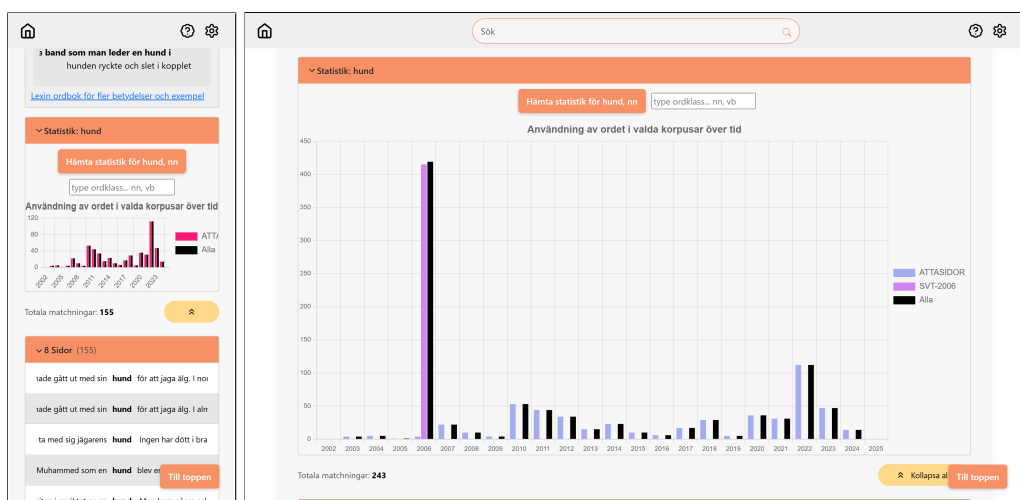 3 band som man leder en hund i
hunden ryckte och slet i kopplet
Lexin ordbok för fler betydelser och exempel
Statistik: hund
Hämta statistik för hund, nn
type ordklass... nn, vb
Användning av ordet i valda korpusar över tid
120
80
40
0
2002 2005 2008 2011 2014 2017 2020 2023
ATTA
Alla
Totala matchningar: 155
8 Sidor (155)
nade gått ut med sin hund för att jaga älg. I nor
nade gått ut med sin hund för att jaga älg. I alm
ta med sig jägarens hund Ingen har dött i bra
Muhammed som en hund blev er
Till toppen
Sök
Statistik: hund
Hämta statistik för hund, nn
type ordklass... nn, vb
Användning av ordet i valda korpusar över tid
450
400
350
300
250
200
150
100
50
0
2002 2003 2004 2005 2006 2007 2008 2009 2010 2011 2012 2013 2014 2015 2016 2017 2018 2019 2020 2021 2022 2023 2024 2025
ATTASIDOR
SVT-2006
Alla
Totala matchningar: 243
Kollapsa al
Till toppen